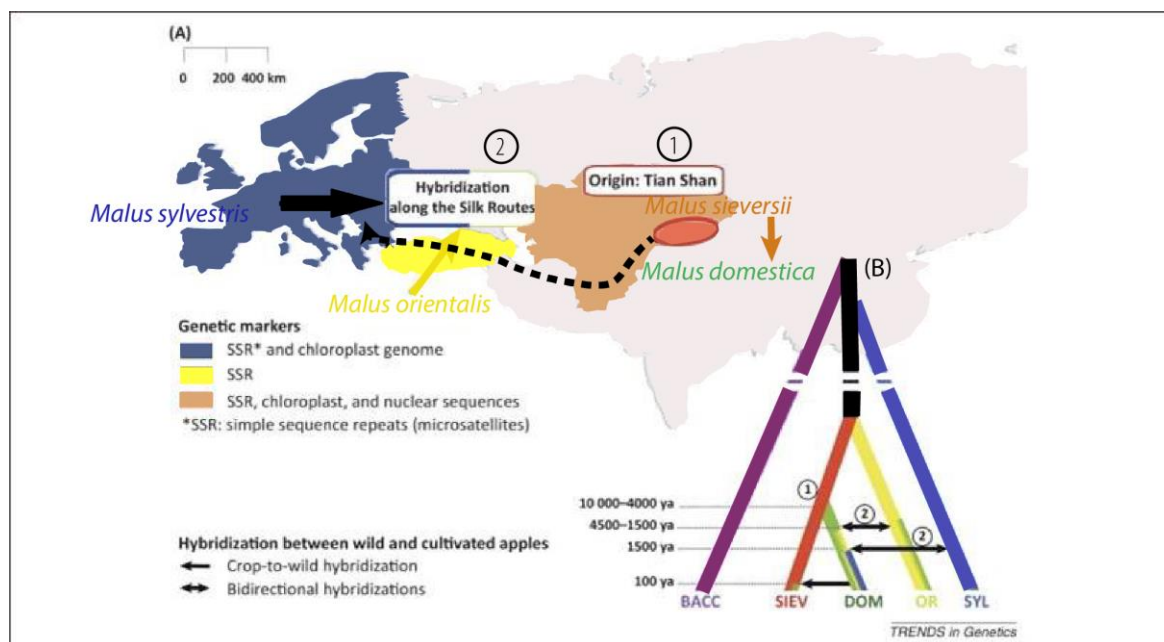 (A)
0 200 400 km
②
①
Hybridization
along the Silk Routes
Origin: Tian Shan
Malus sylvestris
Malus sieversii
Malus domestica
(B)
Malus orientalis
Genetic markers
SSR* and chloroplast genome
SSR
SSR, chloroplast, and nuclear sequences
*SSR: simple sequence repeats (microsatellites)
①
10 000–4000 ya
②
4500–1500 ya
②
1500 ya
100 ya
Hybridization between wild and cultivated apples
Crop-to-wild hybridization
Bidirectional hybridizations
BACC SIEV DOM OR SYL
TRENDS in Genetics